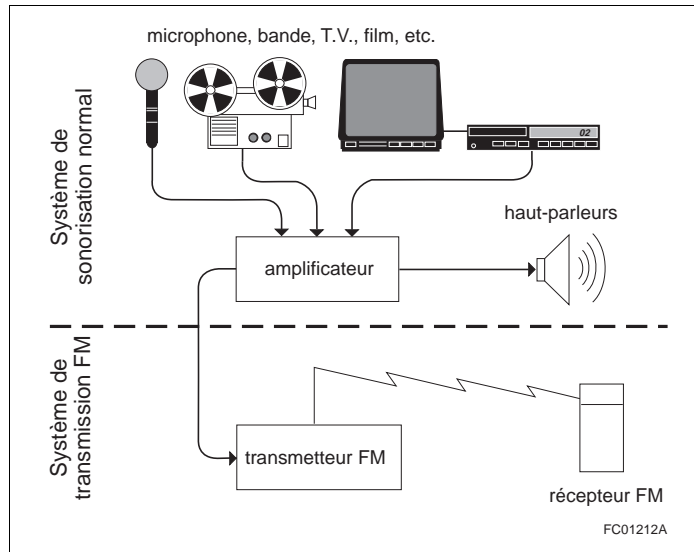 microphone, bande, T.V., film, etc.
Système de
sonorisation normal
02
haut-parleurs
amplificateur
Système de
transmission FM
transmetteur FM
récepteur FM
FC01212A